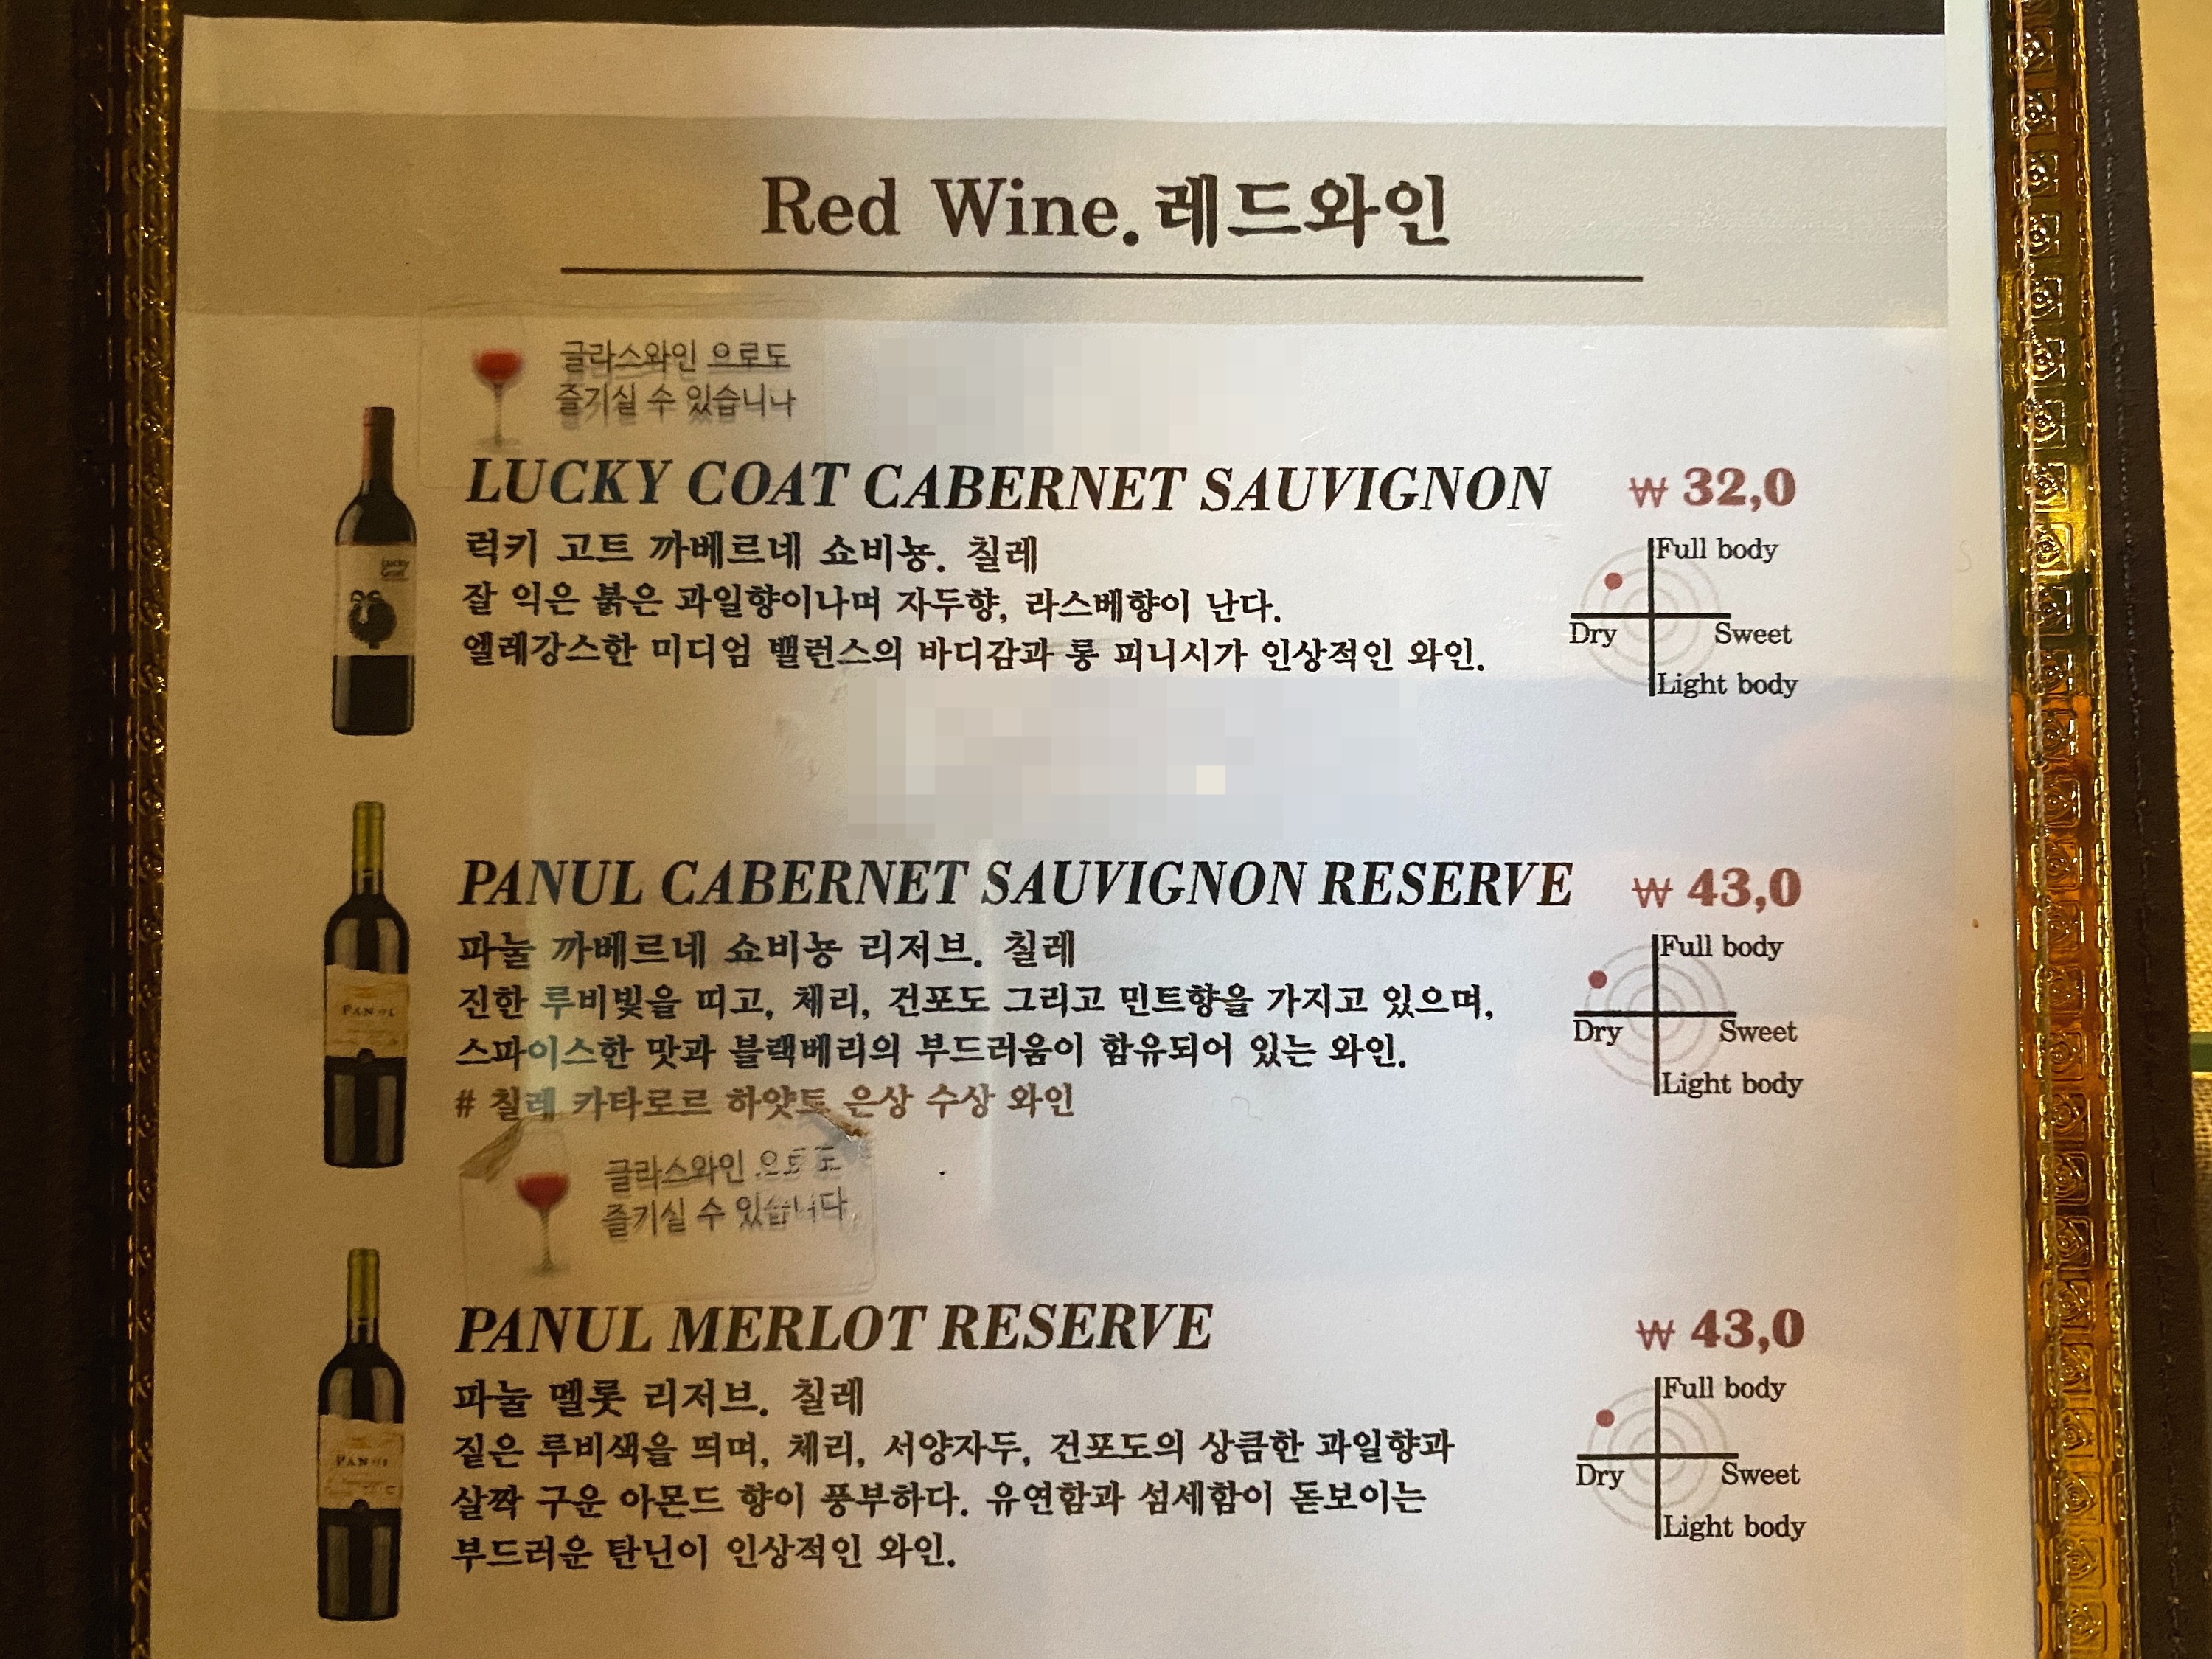 Red Wine. 레드와인
글라스와인 으로도
즐기실 수 있습니다
LUCKY COAT CABERNET SAUVIGNON ₩ 32,0
럭키 고트 까베르네 쇼비뇽. 칠레
잘 익은 붉은 과일향이나며 자두향, 라스베향이 난다.
엘레강스한 미디엄 밸런스의 바디감과 롱 피니시가 인상적인 와인.
Full body
Dry Sweet
Light body
Lucky
Goat
PANUL CABERNET SAUVIGNON RESERVE ₩ 43,0
파눌 까베르네 쇼비뇽 리저브. 칠레
진한 루비빛을 띠고, 체리, 건포도 그리고 민트향을 가지고 있으며,
스파이스한 맛과 블랙베리의 부드러움이 함유되어 있는 와인.
# 칠레 카타로르 하얏트 은상 수상 와인
Full body
Dry Sweet
Light body
PANUL
글라스와인 으로도
즐기실 수 있습니다
PANUL MERLOT RESERVE ₩ 43,0
파눌 멜롯 리저브. 칠레
짙은 루비색을 띄며, 체리, 서양자두, 건포도의 상큼한 과일향과
살짝 구운 아몬드 향이 풍부하다. 유연함과 섬세함이 돋보이는
부드러운 탄닌이 인상적인 와인.
Full body
Dry Sweet
Light body
PANUL